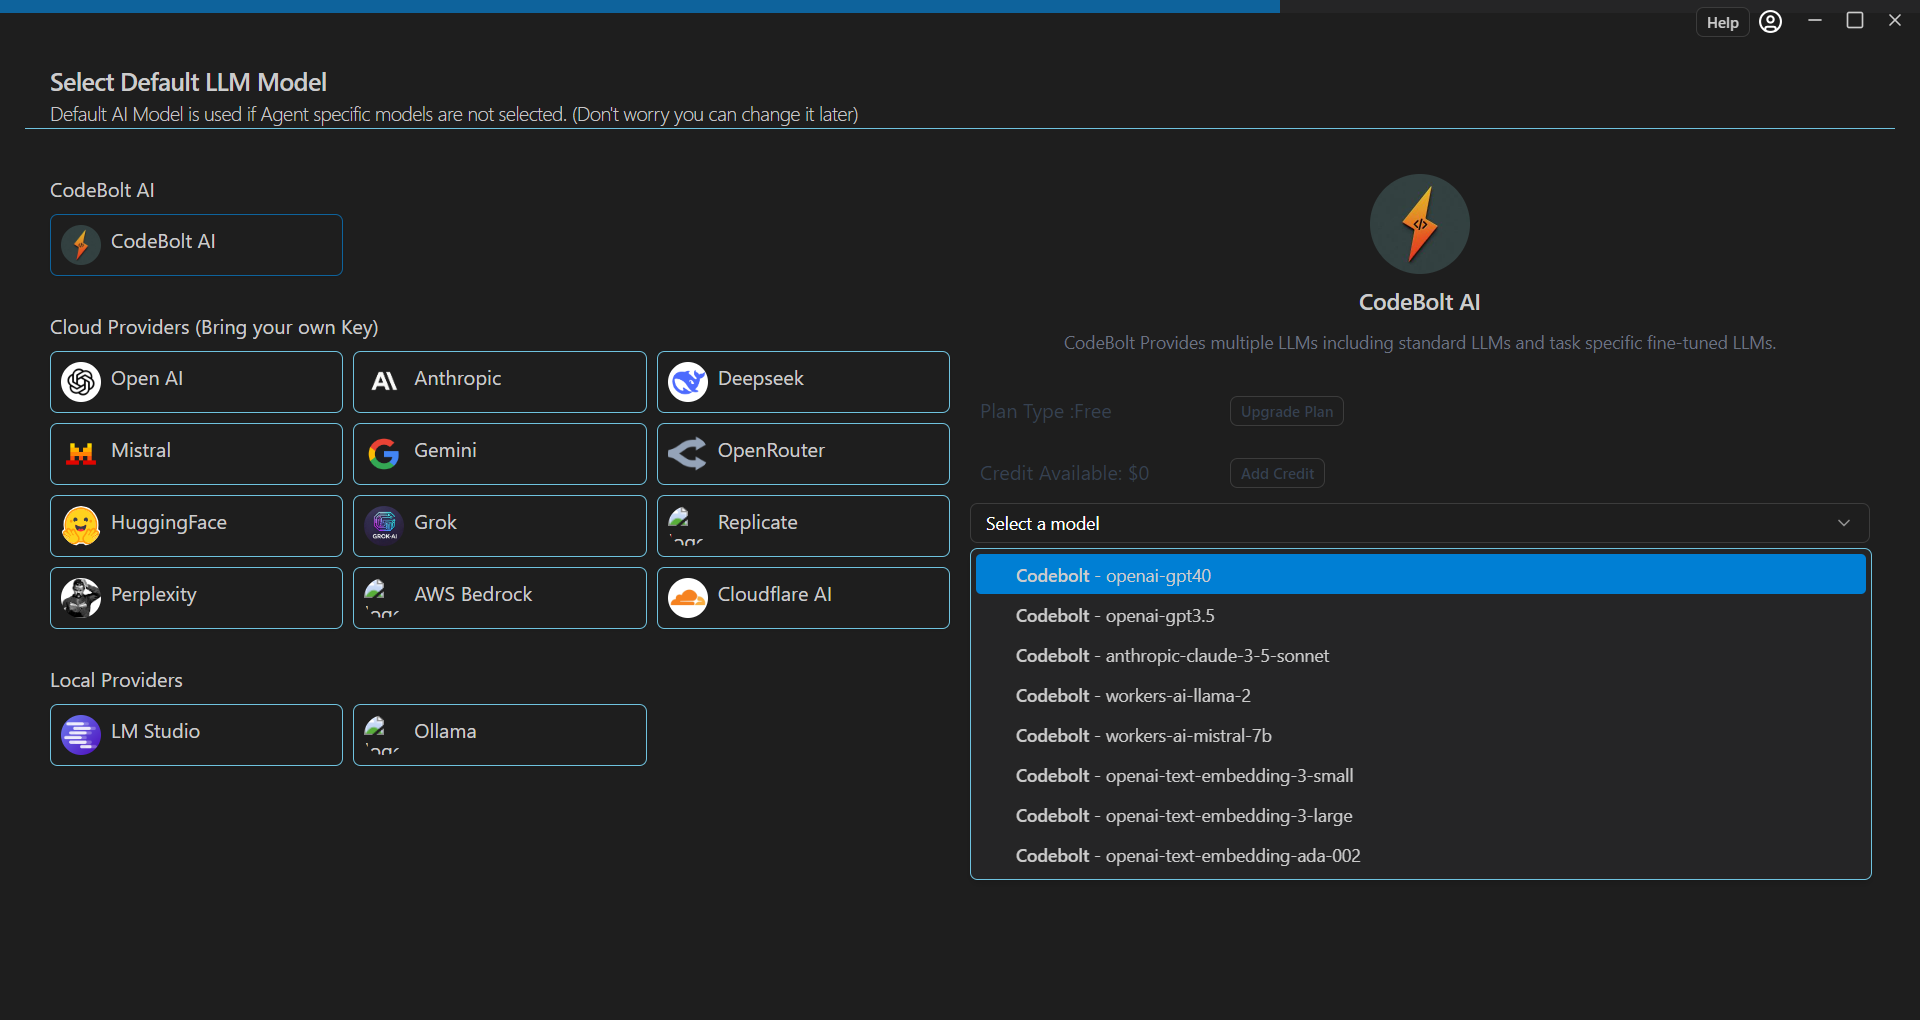 Help
Select Default LLM Model
Default AI Model is used if Agent specific models are not selected. (Don't worry you can change it later)
CodeBolt AI
CodeBolt AI
Cloud Providers (Bring your own Key)
Open AI
Anthropic
Deepseek
Mistral
Gemini
OpenRouter
HuggingFace
GROK-AI
Grok
Replicate
Perplexity
AWS Bedrock
Cloudflare AI
Local Providers
LM Studio
Ollama
</>
CodeBolt AI
CodeBolt Provides multiple LLMs including standard LLMs and task specific fine-tuned LLMs.
Plan Type :Free
Upgrade Plan
Credit Available: $0
Add Credit
Select a model
Codebolt - openai-gpt40
Codebolt - openai-gpt3.5
Codebolt - anthropic-claude-3-5-sonnet
Codebolt - workers-ai-llama-2
Codebolt - workers-ai-mistral-7b
Codebolt - openai-text-embedding-3-small
Codebolt - openai-text-embedding-3-large
Codebolt - openai-text-embedding-ada-002